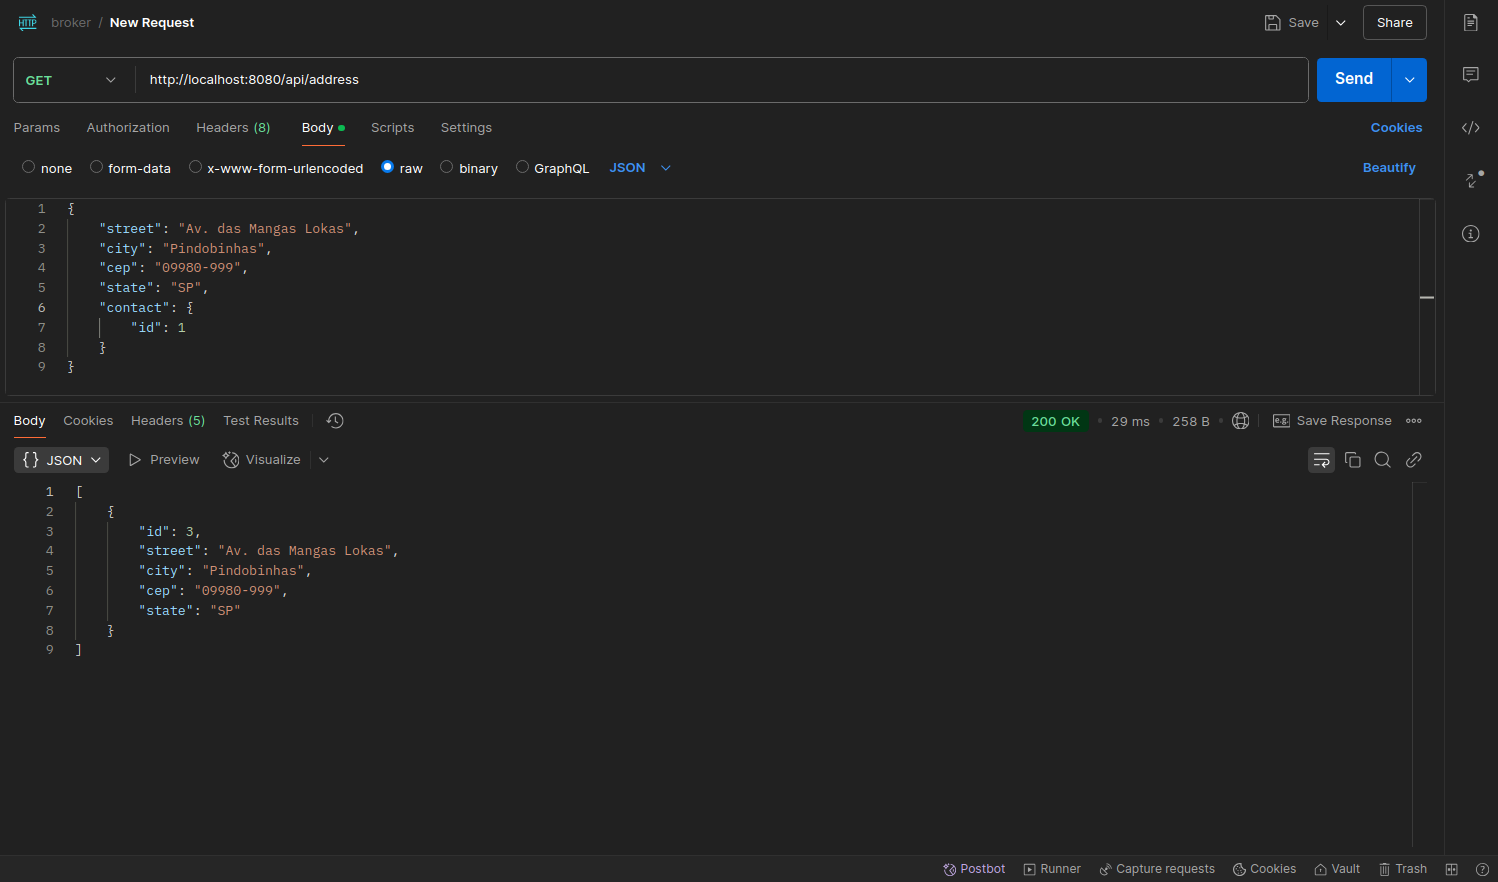 HTTP broker / New Request Save Share
GET http://localhost:8080/api/address Send
Params Authorization Headers (8) Body Scripts Settings Cookies
none form-data x-www-form-urlencoded raw binary GraphQL JSON Beautify
1 {
2 "street": "Av. das Mangas Lokas",
3 "city": "Pindobinhas",
4 "cep": "09980-999",
5 "state": "SP",
6 "contact": {
7 "id": 1
8 }
9 }
Body Cookies Headers (5) Test Results 200 OK 29 ms 258 B e.g. Save Response
{} JSON Preview Visualize
1 [
2 {
3 "id": 3,
4 "street": "Av. das Mangas Lokas",
5 "city": "Pindobinhas",
6 "cep": "09980-999",
7 "state": "SP"
8 }
9 ]
Postbot Runner Capture requests Cookies Vault Trash